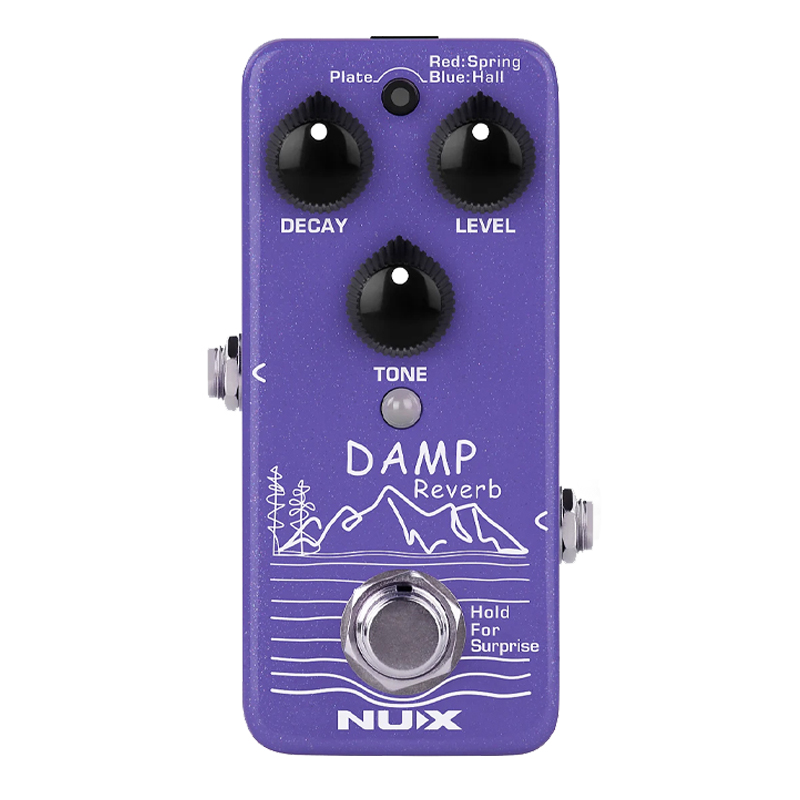 Red:Spring
Plate Blue:Hall
DECAY LEVEL
TONE
DAMP
Reverb
Hold
For
Surprise
NUX